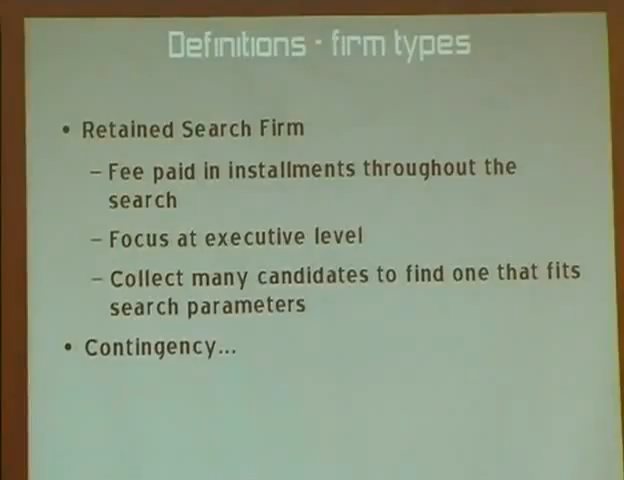 Definitions - firm types
• Retained Search Firm
– Fee paid in installments throughout the
search
– Focus at executive level
– Collect many candidates to find one that fits
search parameters
• Contingency...